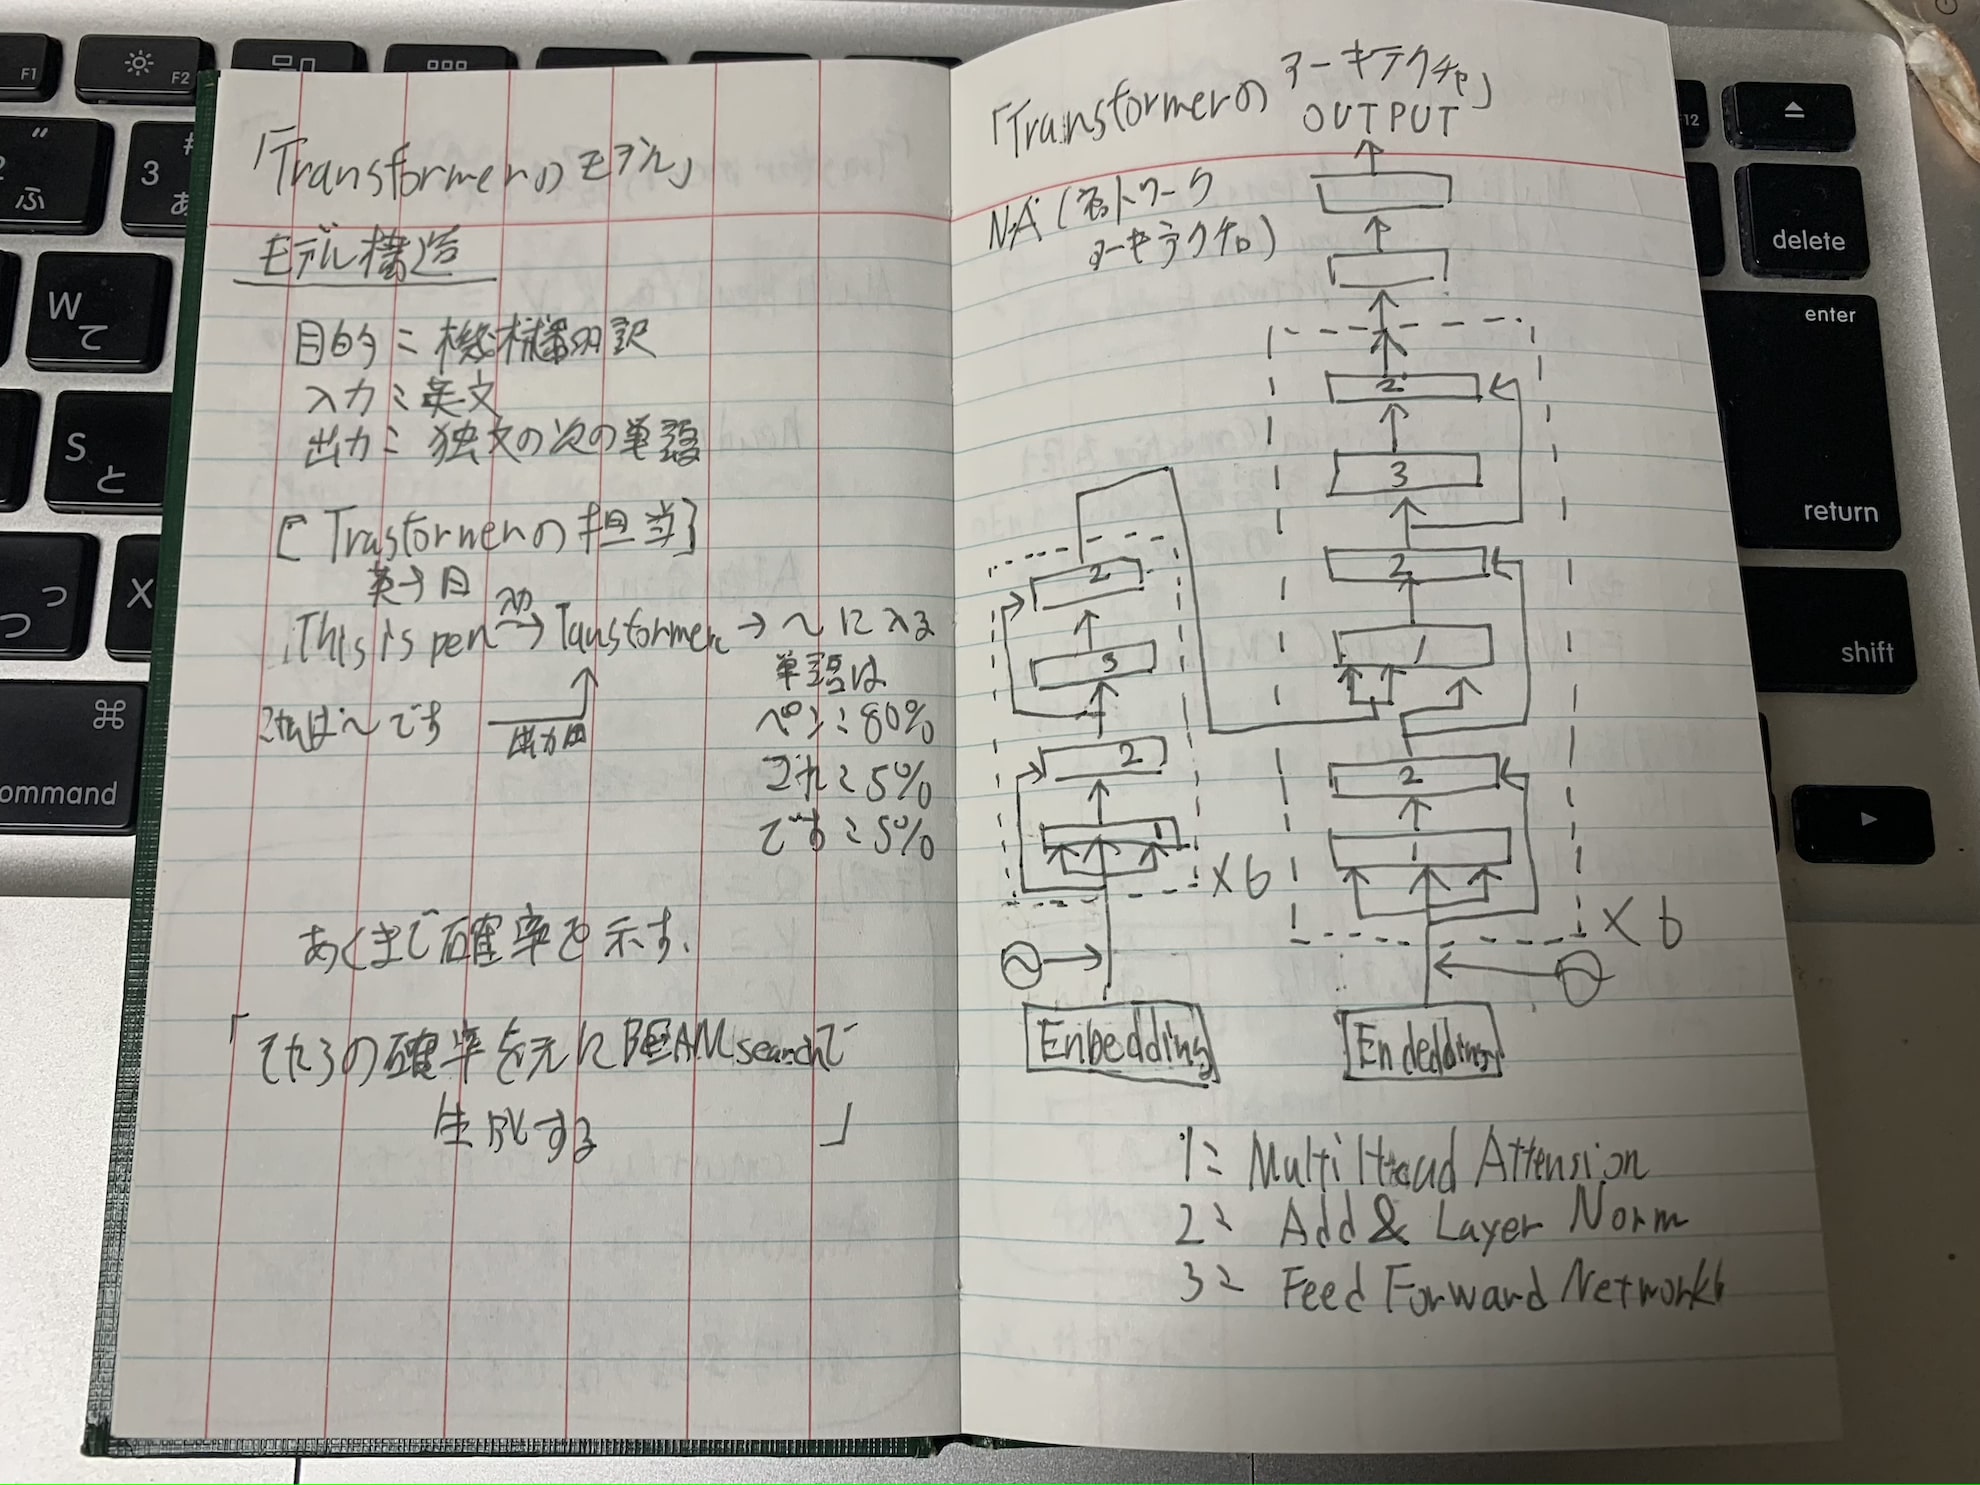 「Transformerの モデル」
モデル構造
目的: 機械翻訳
入力: 英文
出力: 独文の次の単語
[Trasformerの担当]
英→日
This is pen 入力→ Tansformer → ~に入る
単語は
これは~です
出力
ペン: 80%
これ: 5%
です: 5%
あくまで確率を示す.
「それらの確率を元にBEAM searchで
生成する」
「Transformerの アーキテクチャ」
NA (ネットワーク
アーキテクチャ)
OUTPUT
2
3
2
1
2
1
× 6
2
3
2
1
× 6
Enbedding
Endedding
1: Multi Head Attension
2: Add & Layer Norm
3: Feed Forward Network
F1
F2
F12
ふ
3
あ
W
て
S
と
つ
X
⌘
ommand
delete
enter
return
shift